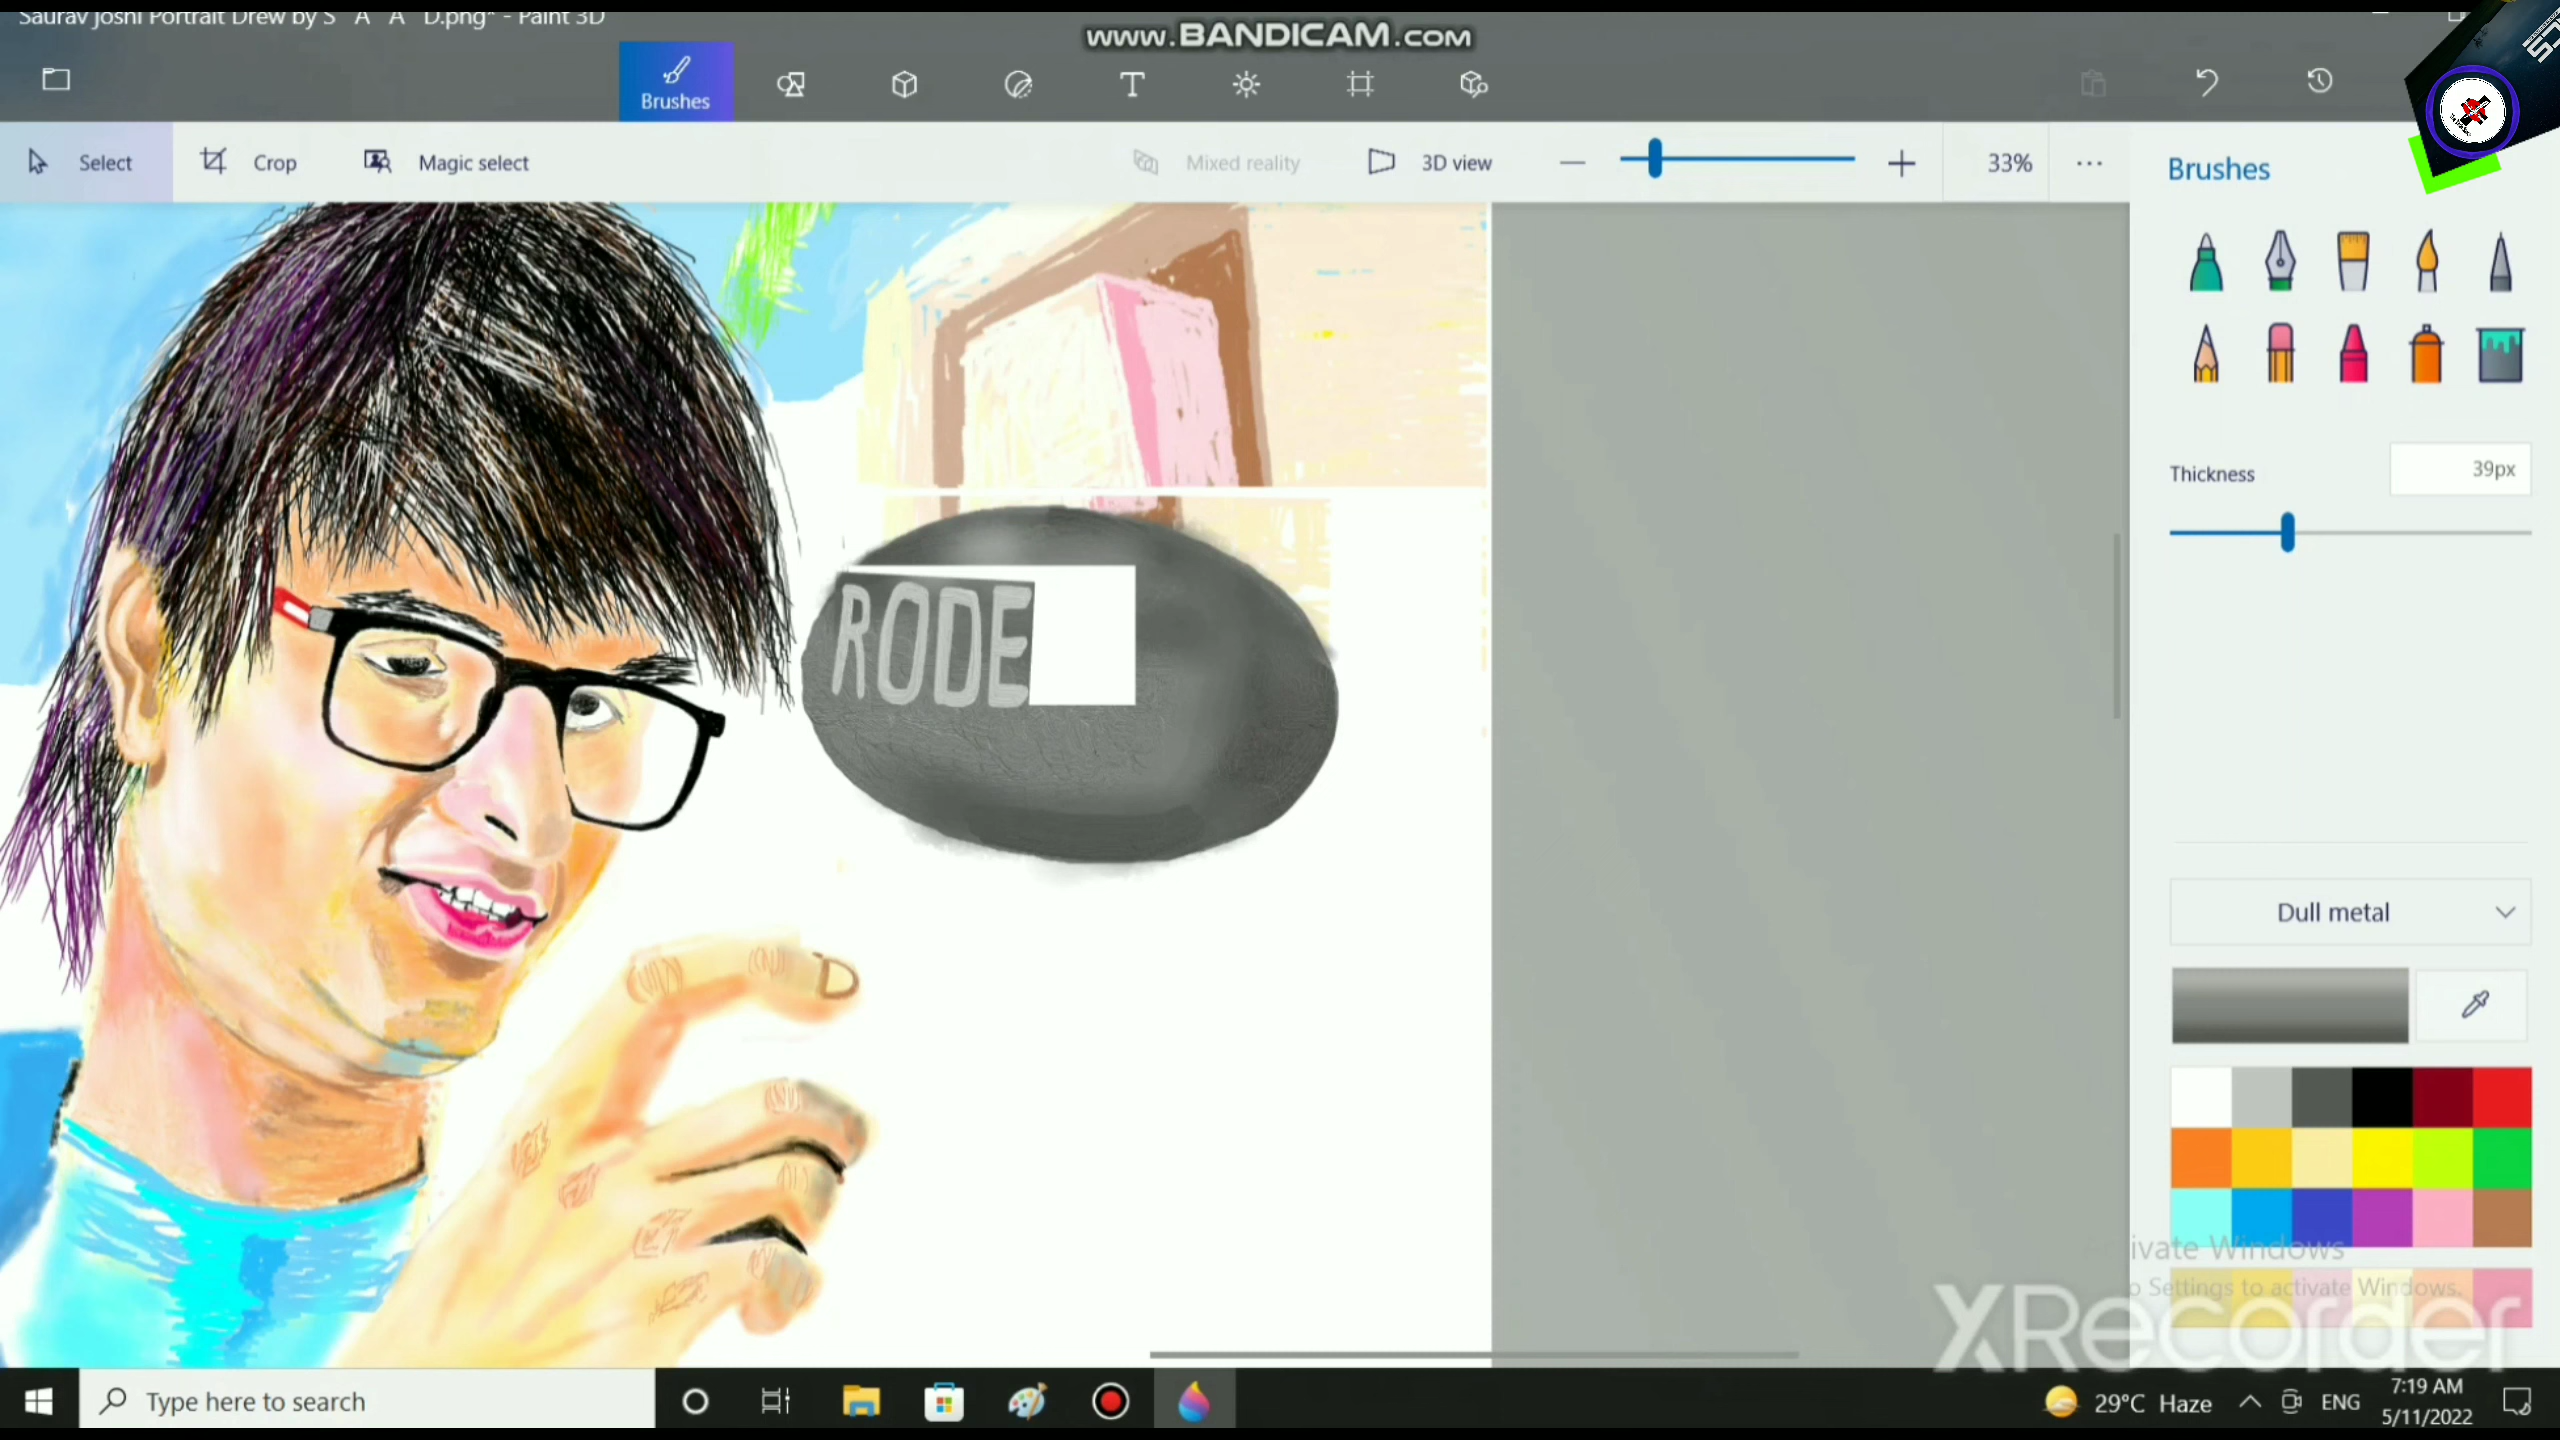 Saurav Joshi Portrait Drew by S A A D.png* - Paint 3D
www.BANDICAM.com
Brushes
Select
Crop
Magic select
Mixed reality
3D view
33%
Brushes
Thickness
39px
RODE
Dull metal
ivate Windows
o Settings to activate Windows.
XRecorder
Type here to search
29°C Haze
ENG
7:19 AM
5/11/2022